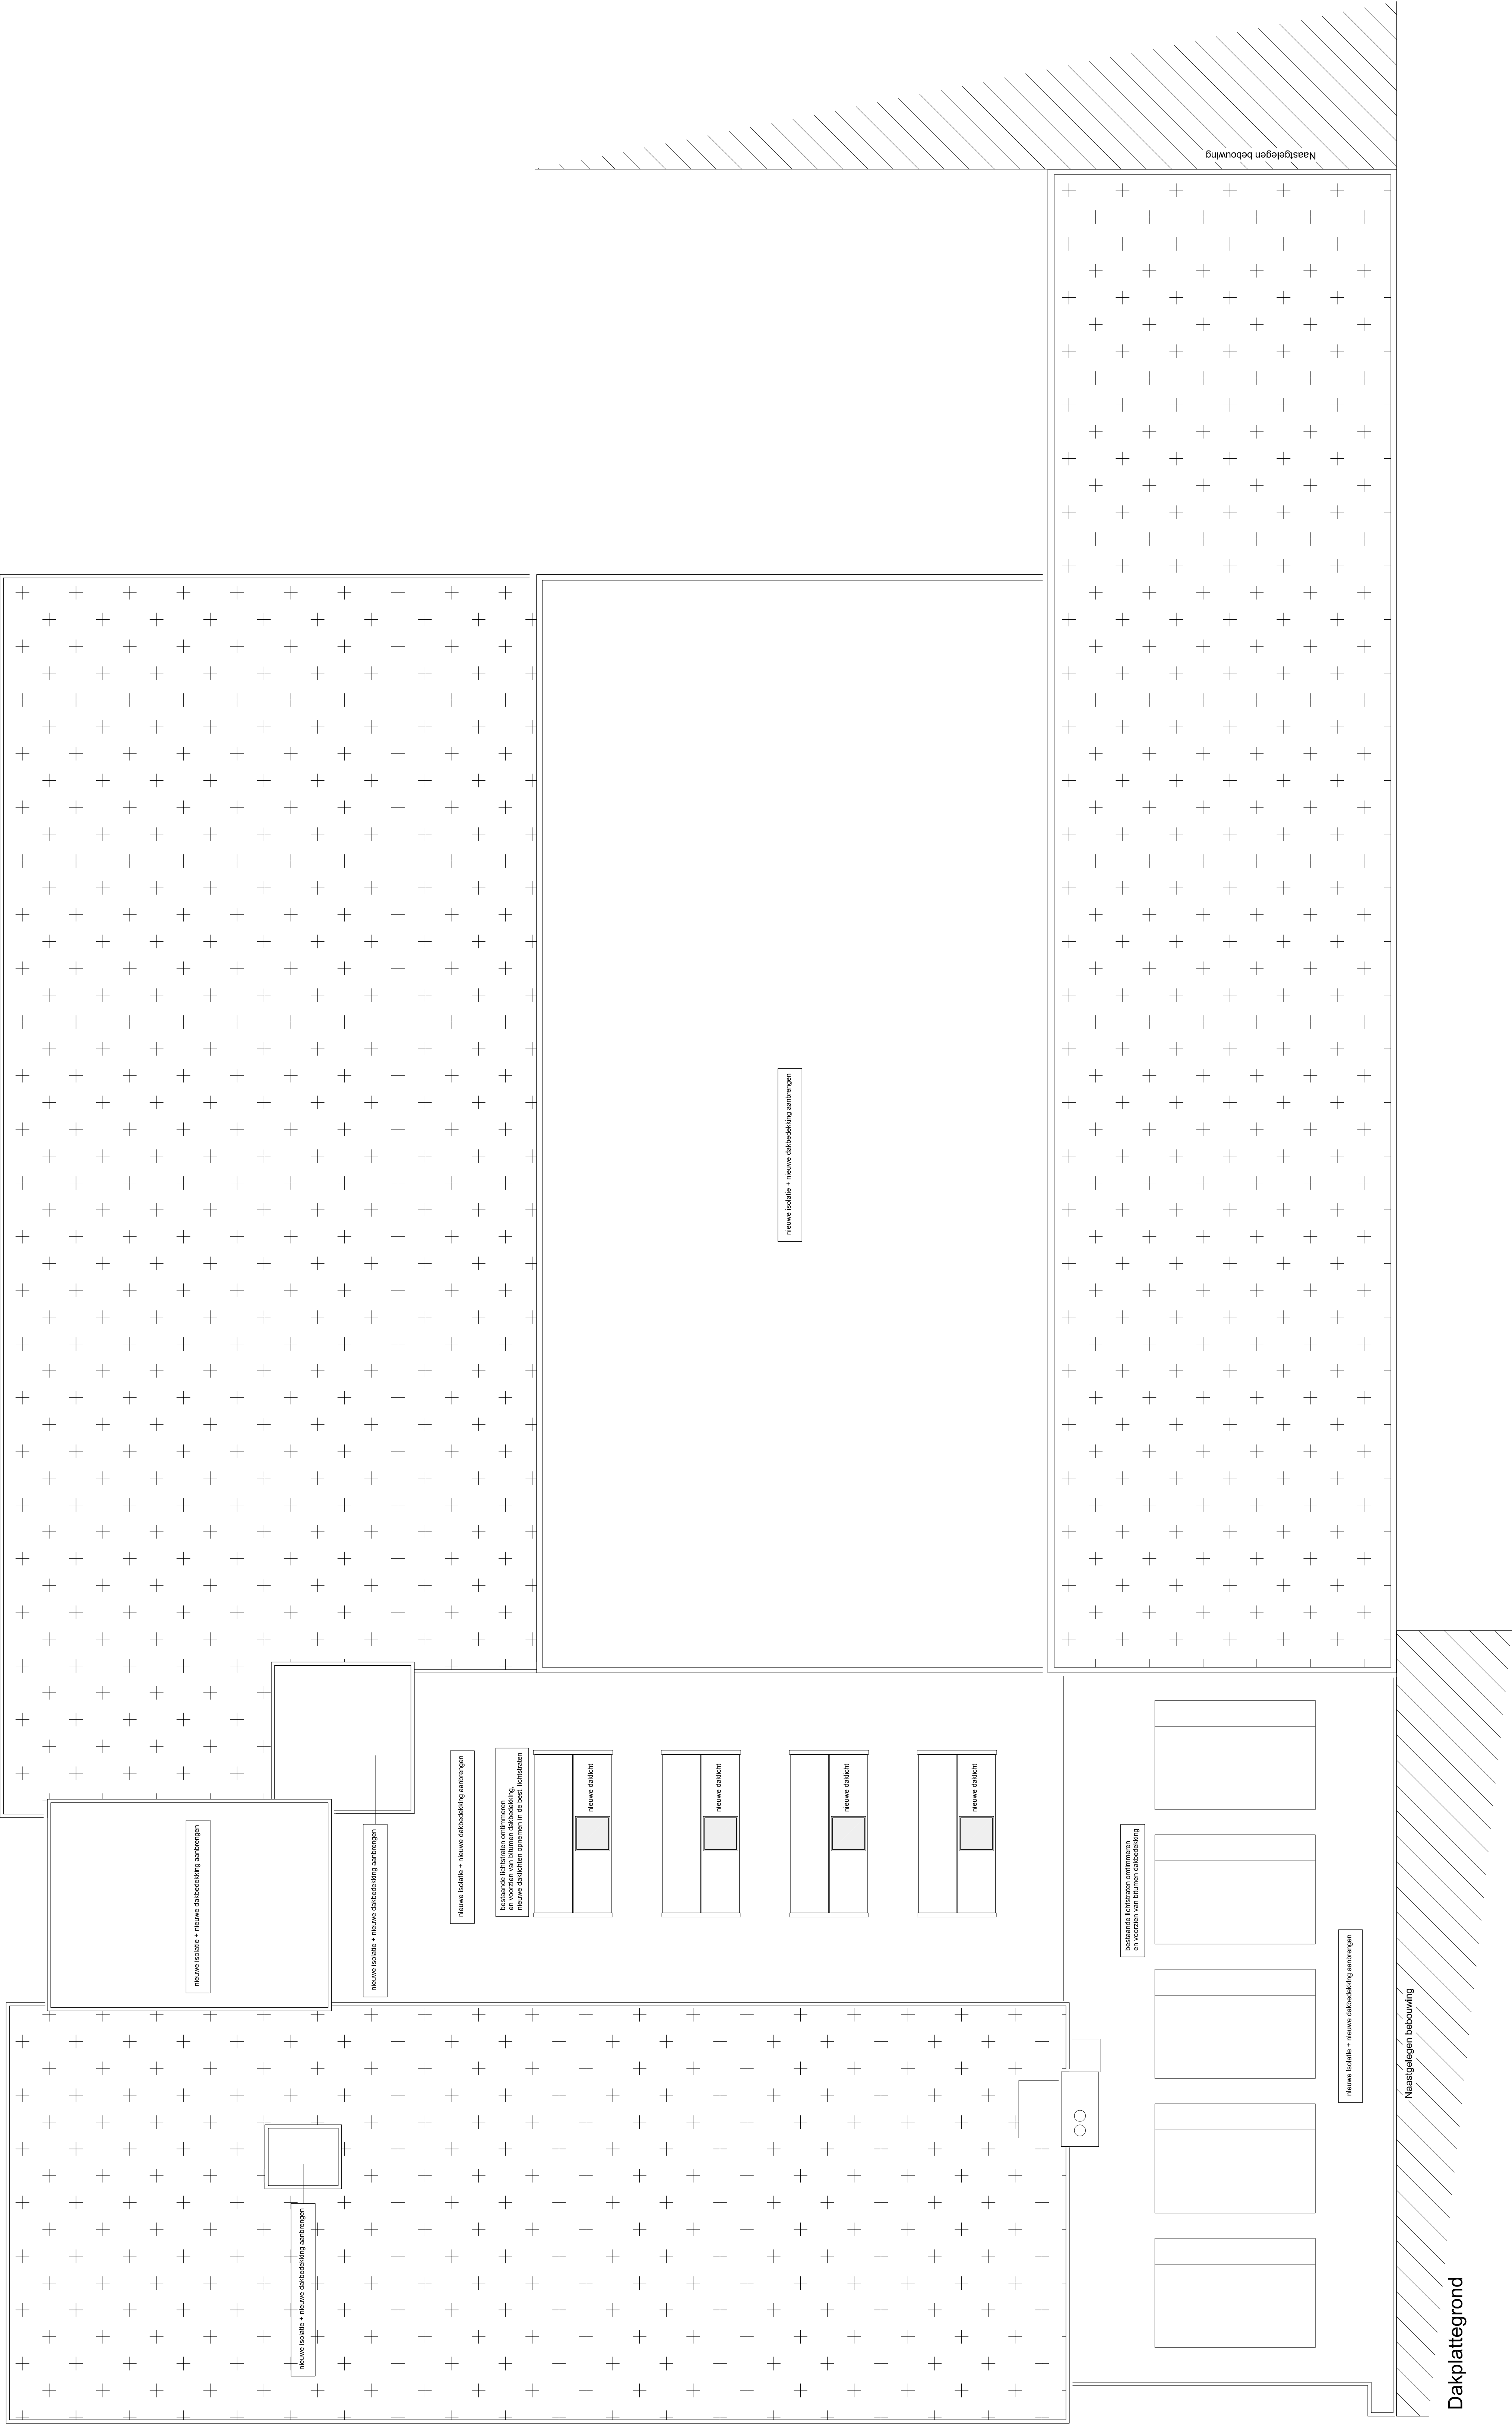 Naastgelegen bebouwing
nieuwe isolatie + nieuwe dakbedekking aanbrengen
nieuwe isolatie + nieuwe dakbedekking aanbrengen
nieuwe isolatie + nieuwe dakbedekking aanbrengen
nieuwe isolatie + nieuwe dakbedekking aanbrengen
bestaande lichtstraten omtimmeren
en voorzien van bitumen dakbedekking,
nieuwe daklichten opnemen in de best. lichtstraten
nieuwe daklicht
nieuwe daklicht
nieuwe daklicht
nieuwe daklicht
bestaande lichtstraten omtimmeren
en voorzien van bitumen dakbedekking
nieuwe isolatie + nieuwe dakbedekking aanbrengen
Naastgelegen bebouwing
nieuwe isolatie + nieuwe dakbedekking aanbrengen
Dakplattegrond